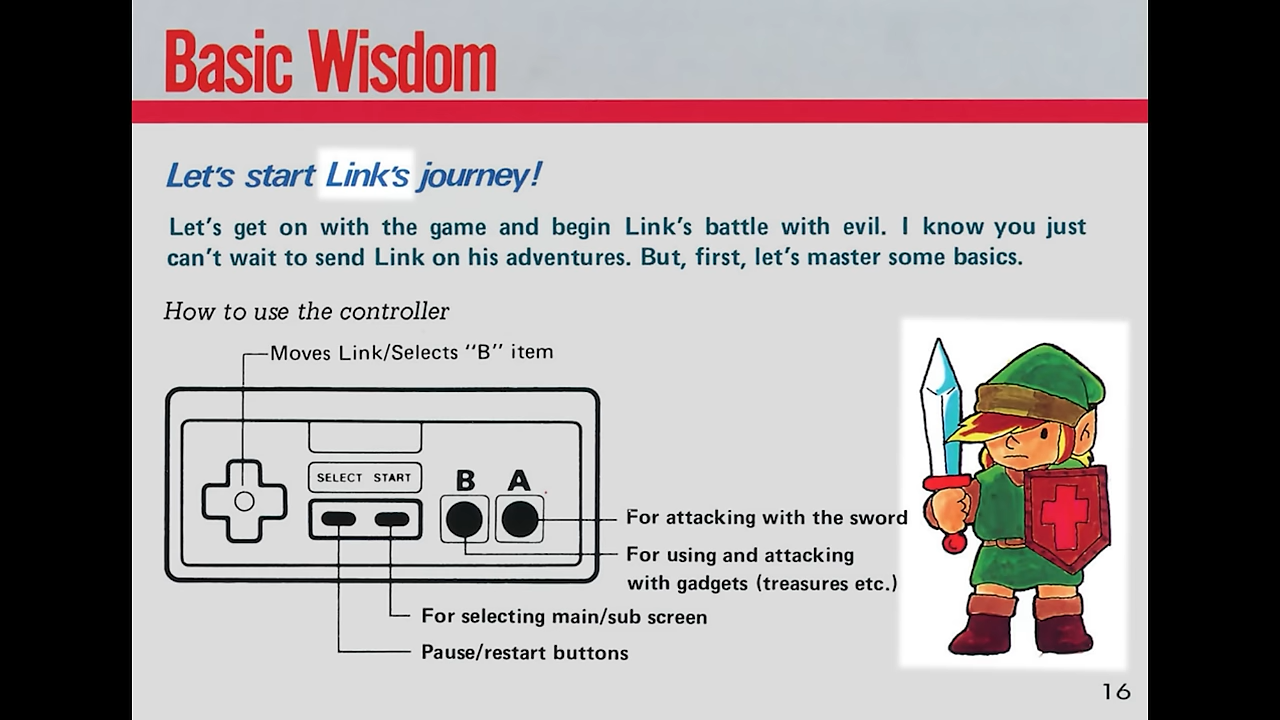 Basic Wisdom
Let's start Link's journey!
Let's get on with the game and begin Link's battle with evil. I know you just
can't wait to send Link on his adventures. But, first, let's master some basics.
How to use the controller
Moves Link/Selects "B" item
SELECT START
B A
For attacking with the sword
For using and attacking
with gadgets (treasures etc.)
For selecting main/sub screen
Pause/restart buttons
16